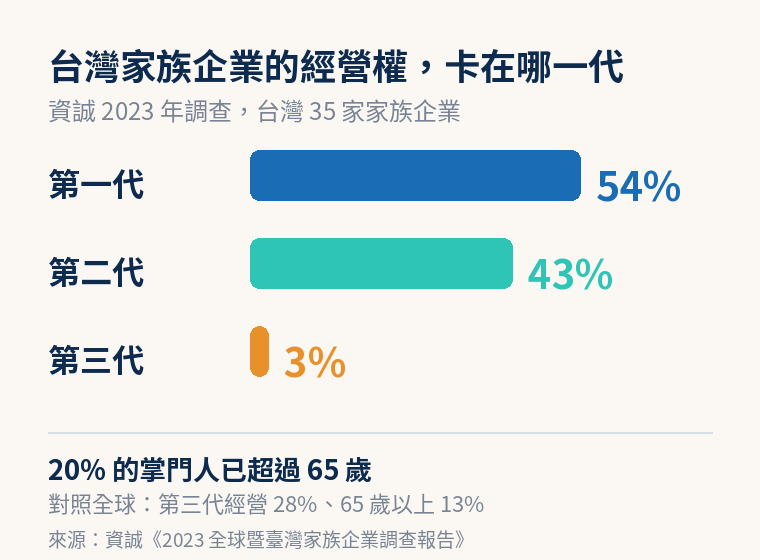 台灣家族企業的經營權，卡在哪一代
資誠 2023 年調查，台灣 35 家家族企業
第一代 54%
第二代 43%
第三代 3%
20% 的掌門人已超過 65 歲
對照全球：第三代經營 28%、65 歲以上 13%
來源：資誠《2023 全球暨臺灣家族企業調查報告》